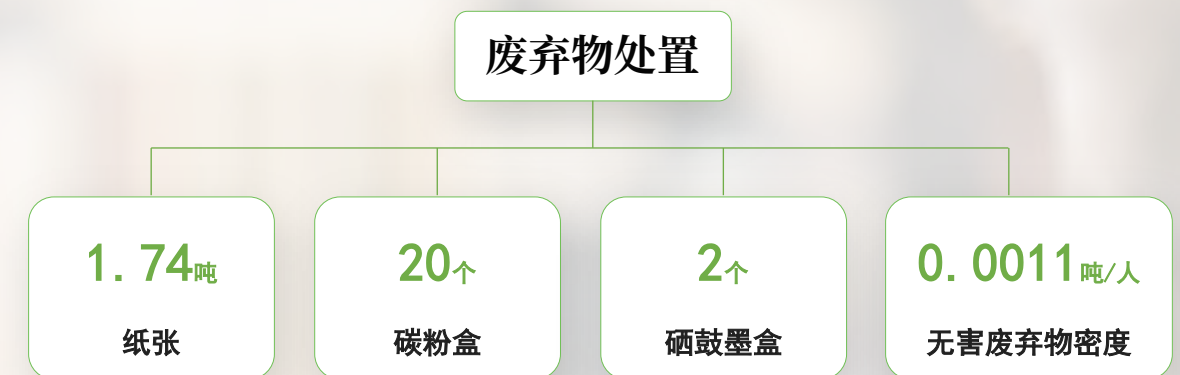 废弃物处置
1.74吨
纸张
20个
碳粉盒
2个
硒鼓墨盒
0.0011吨/人
无害废弃物密度